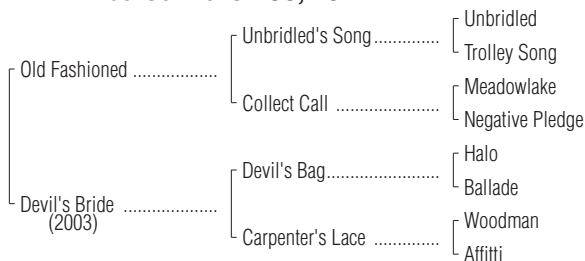 Unbridled
Unbridled's Song..............
Trolley Song
Old Fashioned ..................
Meadowlake
Collect Call ......................
Negative Pledge
Halo
Devil's Bag........................
Ballade
Devil's Bride ....................
(2003)
Woodman
Carpenter's Lace ..............
Affitti